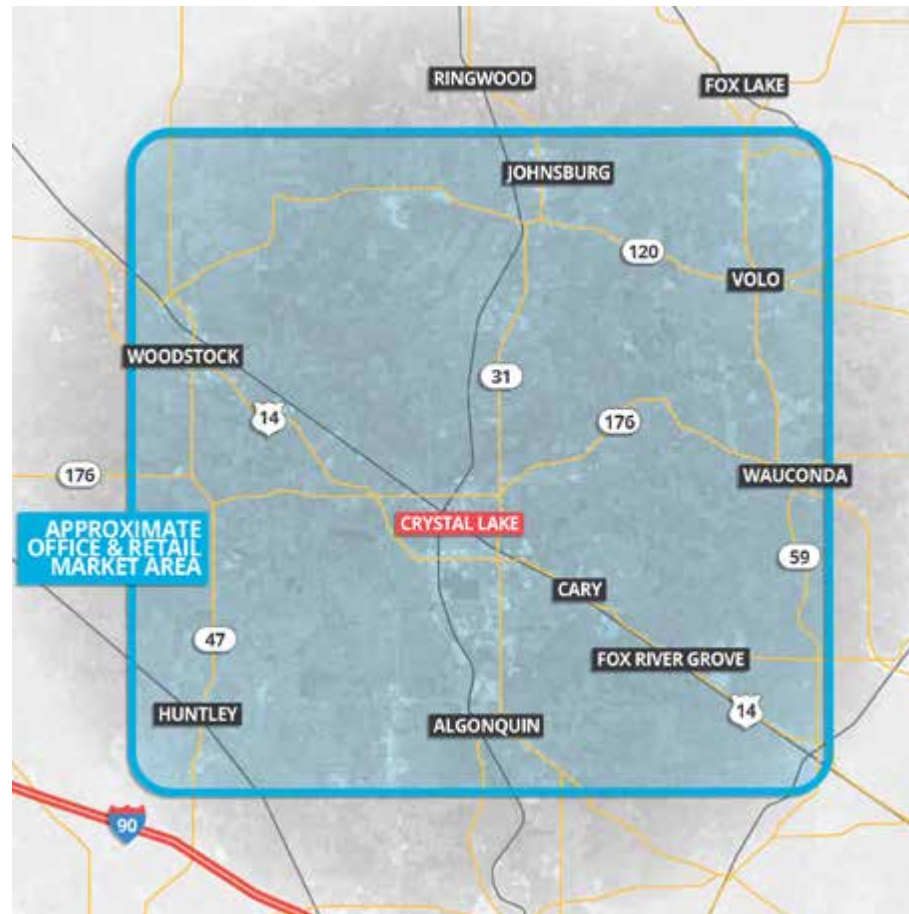 RINGWOOD
FOX LAKE
JOHNSBURG
120
VOLO
WOODSTOCK
31
14
176
176
WAUCONDA
APPROXIMATE
OFFICE & RETAIL
MARKET AREA
CRYSTAL LAKE
59
CARY
47
FOX RIVER GROVE
HUNTLEY
14
ALGONQUIN
90